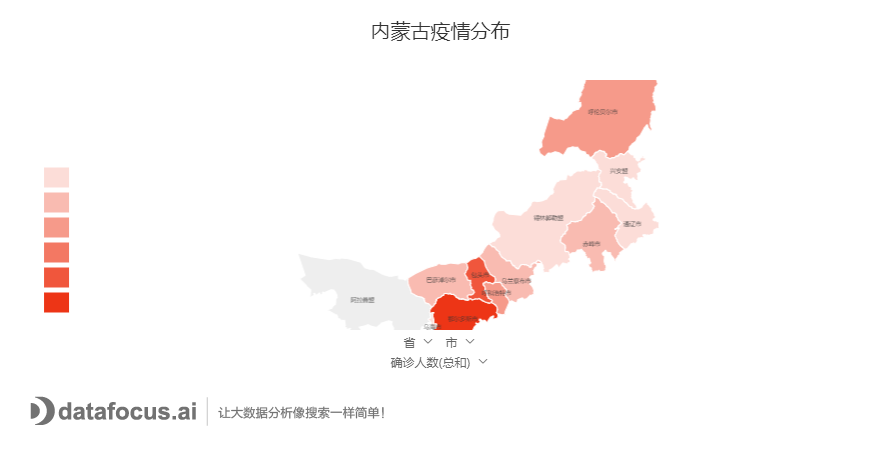 内蒙古疫情分布
呼伦贝尔市
兴安盟
锡林郭勒盟
通辽市
赤峰市
包头市
巴彦淖尔市
乌兰察布市
呼和浩特市
阿拉善盟
鄂尔多斯市
乌海市
省 市
确诊人数(总和)
datafocus.ai 让大数据分析像搜索一样简单!